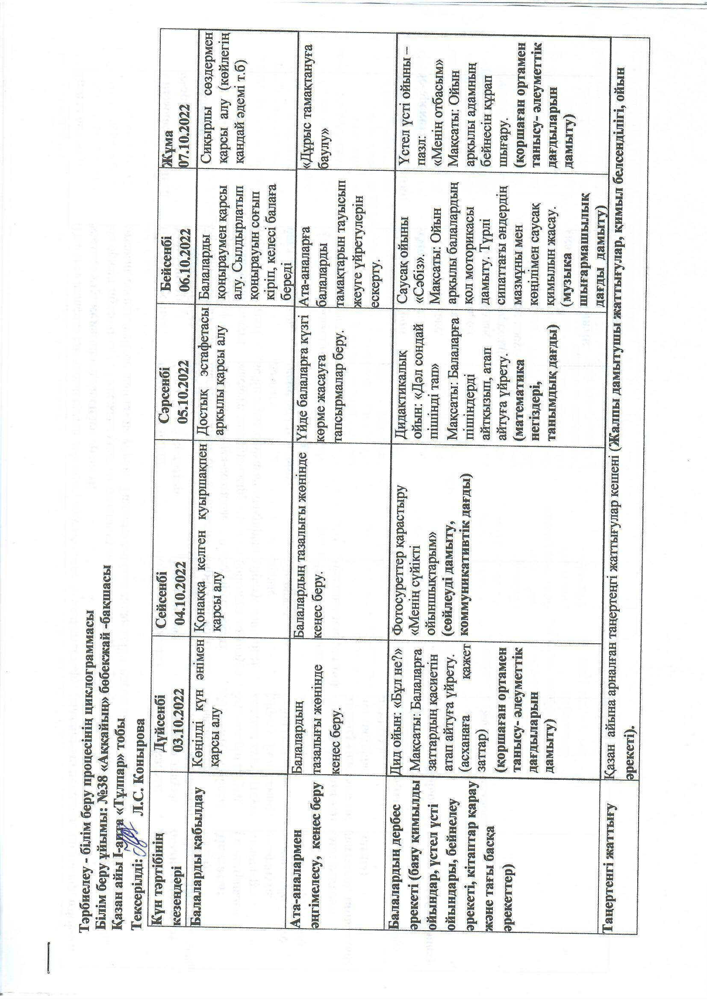 Тәрбиелеу - білім беру процесінің циклограммасы
Білім беру ұйымы: №38 «Аққайың» бөбекжай -бақшасы
Қазан айы І-апта «Тұлпар» тобы
Тексерілді: Л.С. Конырова
Күн тәртібінің
кезеңдері
Дүйсенбі
03.10.2022
Сейсенбі
04.10.2022
Сәрсенбі
05.10.2022
Бейсенбі
06.10.2022
Жұма
07.10.2022
Балаларды қабылдау
Көңілді күн әнімен
қарсы алу
Қонаққа келген қуыршақпен
қарсы алу
Достық эстафетасы
арқылы қарсы алу
Балаларды
қоңыраумен қарсы
алу. Сылдырлатып
қоңырауын соғып
кіріп, келесі балаға
береді
Сиқырлы сөздермен
қарсы алу (көйлегің
қандай әдемі т.б)
Ата-аналармен
әңгімелесу, кеңес беру
Балалардың
тазалығы жөнінде
кеңес беру.
Балалардың тазалығы жөнінде
кеңес беру.
Үйде балаларға күзгі
көрме жасауға
тапсырмалар беру.
Ата-аналарға
балаларды
тамақтарын тауысып
жеуге үйретулерін
ескерту.
«Дұрыс тамақтануға
баулу»
Балалардың дербес
әрекеті (баяу қимылды
ойындар, үстел үсті
ойындары, бейнелеу
әрекеті, кітаптар қарау
және тағы басқа
әрекеттер)
Дид ойын: «Бұл не?»
Мақсаты: Балаларға
заттардың қасиетін
атап айтуға үйрету.
(асханаға қажет
заттар)
(қоршаған ортамен
танысу- әлеуметтік
дағдыларын
дамыту)
Фотосуреттер қарастыру
«Менің сүйікті
ойыншықтарым»
(сөйлеуді дамыту,
коммуникативтік дағды)
Дидактикалық
ойын: «Дәл сондай
пішінді тап»
Мақсаты: Балаларға
пішіндерді
айтқызып, атап
айтуға үйрету.
(математика
негіздері,
танымдық дағды)
Саусақ ойыны
«Сәбіз».
Мақсаты: Ойын
арқылы балалардың
қол моторикасы
дамыту. Түрлі
сипаттағы әндердің
мазмұны мен
көңілімен саусақ
қимылын жасау.
(музыка
шығармашылық
дағды дамыту)
Үстел үсті ойыны –
пазл:
«Менің отбасым»
Мақсаты: Ойын
арқылы адамның
бейнесін құрап
шығару.
(қоршаған ортамен
танысу- әлеуметтік
дағдыларын
дамыту)
Таңертенгі жаттығу
Қазан айына арналған таңертеңгі жаттығулар кешені (Жалпы дамытушы жаттығулар, қимыл белсенділігі, ойын
әрекеті).